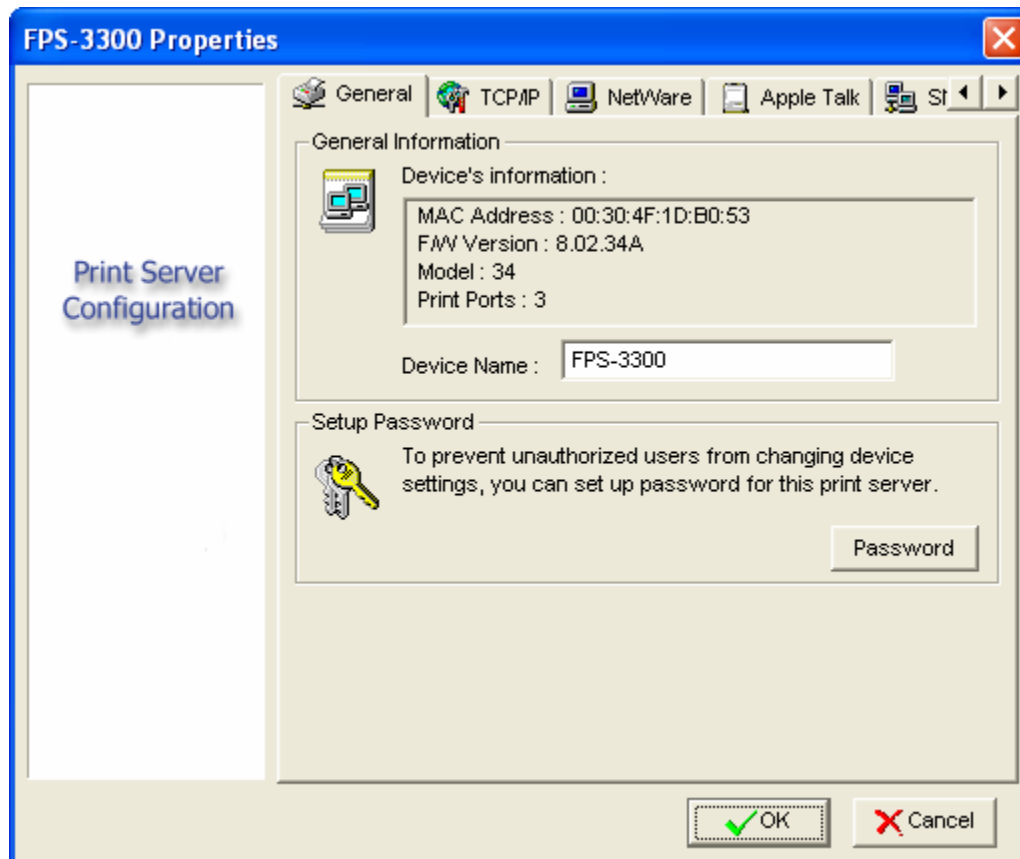 FPS-3300 Properties
General
TCP/IP
NetWare
Apple Talk
General Information
Device's information :
MAC Address : 00:30:4F:1D:B0:53
F/W Version : 8.02.34A
Model : 34
Print Ports : 3
Device Name :
FPS-3300
Print Server
Configuration
Setup Password
To prevent unauthorized users from changing device
settings, you can set up password for this print server.
Password
OK
Cancel